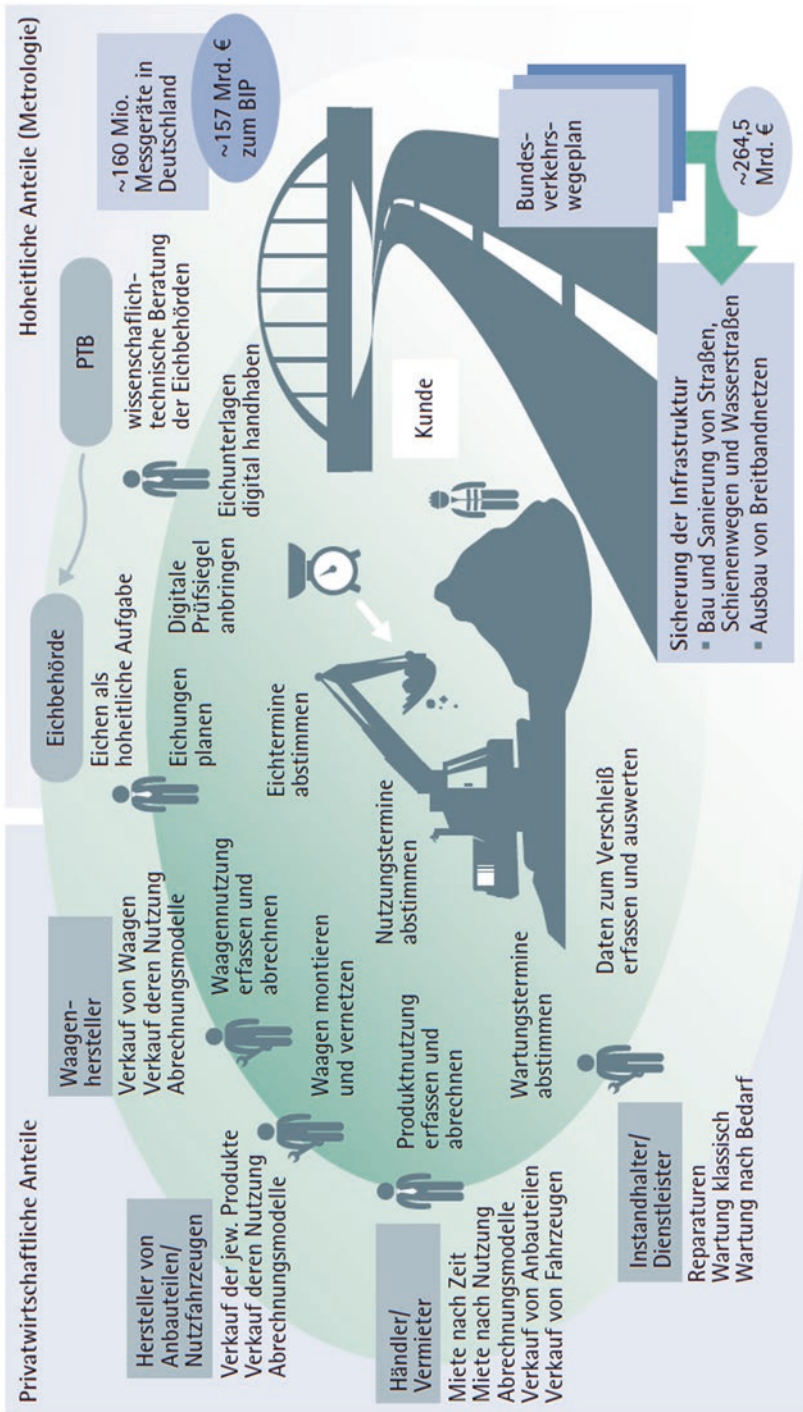 Privatwirtschaftliche Anteile
Hoheitliche Anteile (Metrologie)
Waagen-
hersteller
Verkauf von Waagen
Verkauf deren Nutzung
Abrechnungsmodelle
Hersteller von
Anbauteilen/
Nutzfahrzeugen
Verkauf der jew. Produkte
Verkauf deren Nutzung
Abrechnungsmodelle
Händler/
Vermieter
Miete nach Zeit
Miete nach Nutzung
Abrechnungsmodelle
Verkauf von Anbauteilen
Verkauf von Fahrzeugen
Instandhalter/
Dienstleister
Reparaturen
Wartung klassisch
Wartung nach Bedarf
Waagennutzung
erfassen und
abrechnen
Waagen montieren
und vernetzen
Produktnutzung
erfassen und
abrechnen
Wartungstermine
abstimmen
Nutzungstermine
abstimmen
Daten zum Verschleiß
erfassen und auswerten
Eichbehörde
Eichen als
hoheitliche Aufgabe
Eichungen
planen
Eichtermine
abstimmen
Digitale
Prüfsiegel
anbringen
PTB
wissenschaflich-
technische Beratung
der Eichbehörden
Eichunterlagen
digital handhaben
Kunde
~160 Mio.
Messgeräte in
Deutschland
~157 Mrd. €
zum BIP
Bundes-
verkehrs-
wegeplan
~264,5
Mrd. €
Sicherung der Infrastruktur
▪ Bau und Sanierung von Straßen,
Schienenwegen und Wasserstraßen
▪ Ausbau von Breitbandnetzen